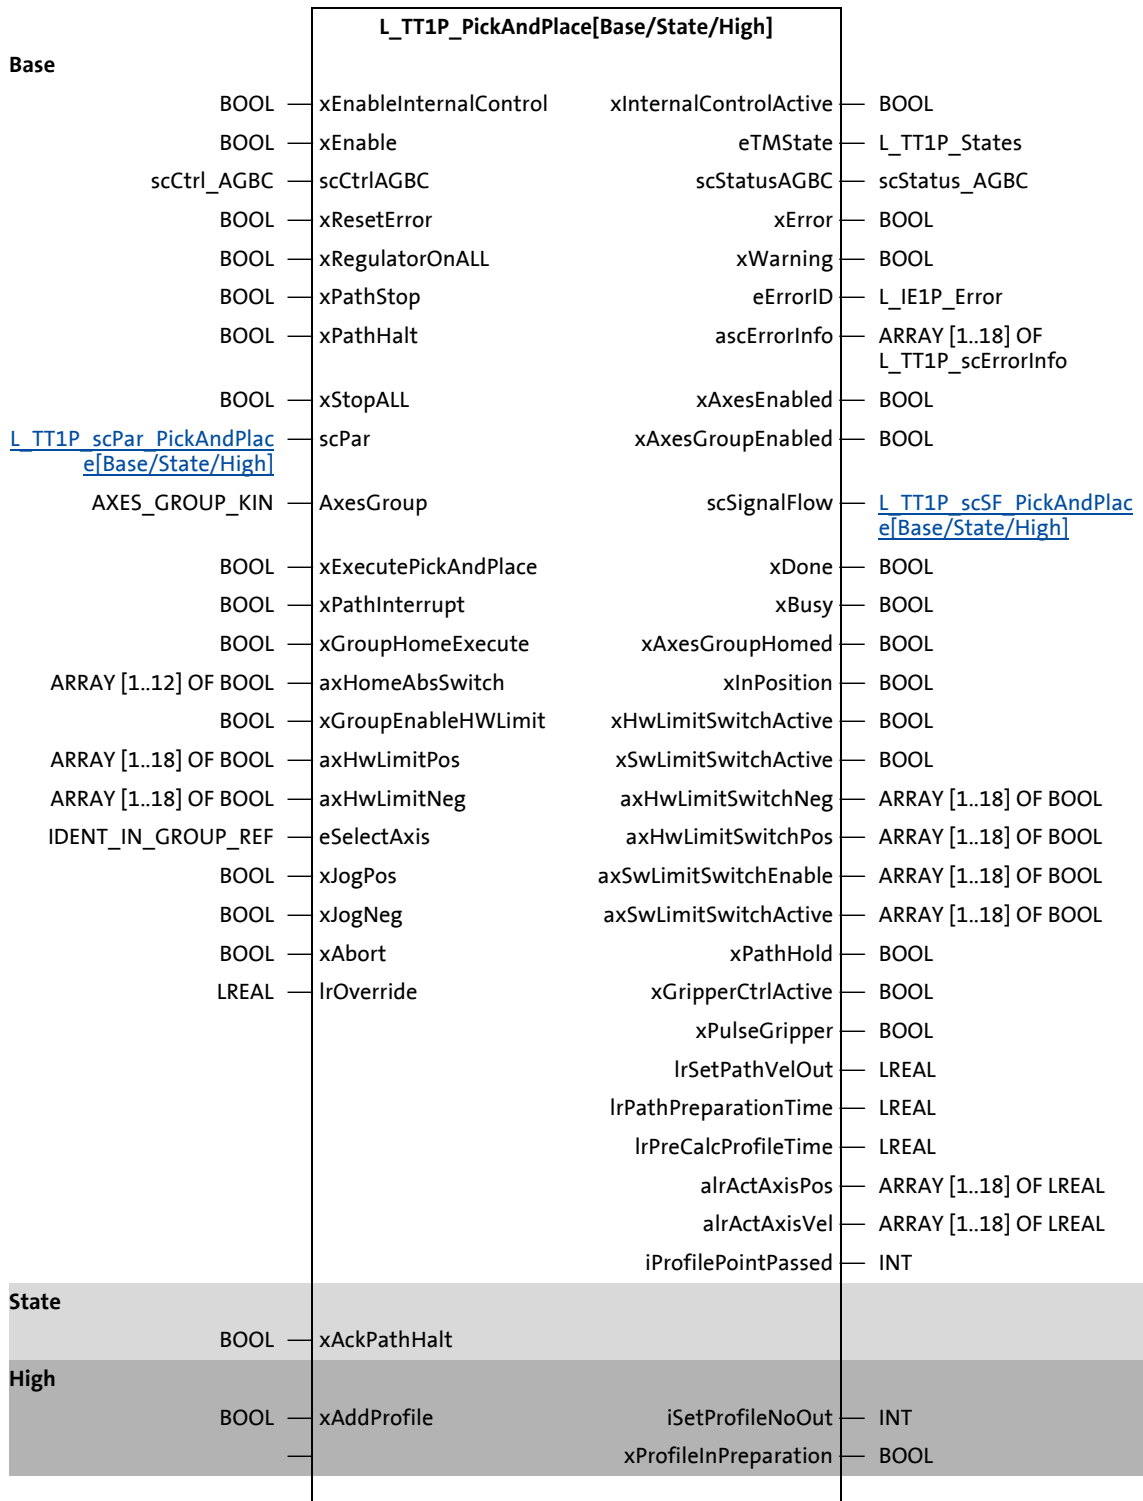 L_TT1P_PickAndPlace[Base/State/High]
Base
BOOL xEnableInternalControl xInternalControlActive BOOL
BOOL xEnable eTMState L_TT1P_States
scCtrl_AGBC scCtrlAGBC scStatusAGBC scStatus_AGBC
BOOL xResetError xError BOOL
BOOL xRegulatorOnALL xWarning BOOL
BOOL xPathStop eErrorID L_IE1P_Error
BOOL xPathHalt ascErrorInfo ARRAY [1..18] OF
L_TT1P_scErrorInfo
BOOL xStopALL xAxesEnabled BOOL
L_TT1P_scPar_PickAndPlac scPar xAxesGroupEnabled BOOL
e[Base/State/High]
AXES_GROUP_KIN AxesGroup scSignalFlow L_TT1P_scSF_PickAndPlac
e[Base/State/High]
BOOL xExecutePickAndPlace xDone BOOL
BOOL xPathInterrupt xBusy BOOL
BOOL xGroupHomeExecute xAxesGroupHomed BOOL
ARRAY [1..12] OF BOOL axHomeAbsSwitch xInPosition BOOL
BOOL xGroupEnableHWLimit xHwLimitSwitchActive BOOL
ARRAY [1..18] OF BOOL axHwLimitPos xSwLimitSwitchActive BOOL
ARRAY [1..18] OF BOOL axHwLimitNeg axHwLimitSwitchNeg ARRAY [1..18] OF BOOL
IDENT_IN_GROUP_REF eSelectAxis axHwLimitSwitchPos ARRAY [1..18] OF BOOL
BOOL xJogPos axSwLimitSwitchEnable ARRAY [1..18] OF BOOL
BOOL xJogNeg axSwLimitSwitchActive ARRAY [1..18] OF BOOL
BOOL xAbort xPathHold BOOL
LREAL lrOverride xGripperCtrlActive BOOL
xPulseGripper BOOL
lrSetPathVelOut LREAL
lrPathPreparationTime LREAL
lrPreCalcProfileTime LREAL
alrActAxisPos ARRAY [1..18] OF LREAL
alrActAxisVel ARRAY [1..18] OF LREAL
iProfilePointPassed INT
State
BOOL xAckPathHalt
High
BOOL xAddProfile iSetProfileNoOut INT
xProfileInPreparation BOOL